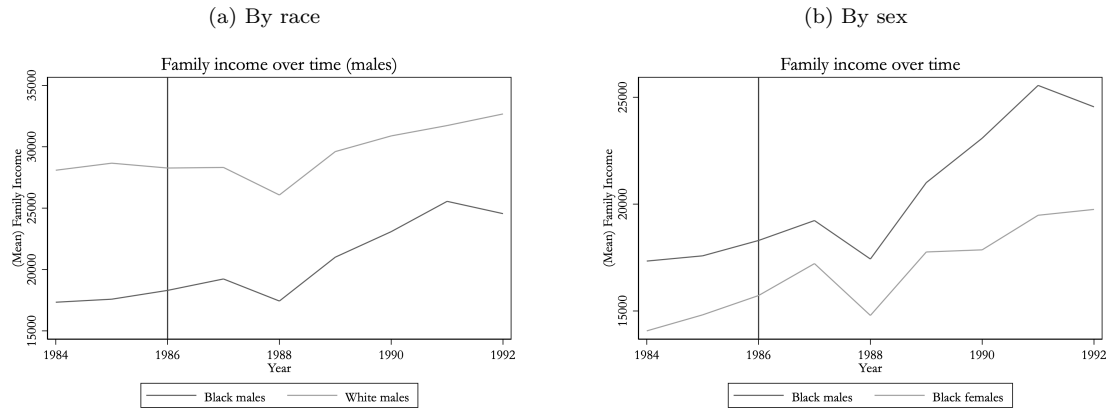 (a) By race
Family income over time (males)
(Mean) Family Income
35000
30000
25000
20000
15000
1984 1986 1988 1990 1992
Year
Black males White males
(b) By sex
Family income over time
(Mean) Family Income
25000
20000
15000
1984 1986 1988 1990 1992
Year
Black males Black females